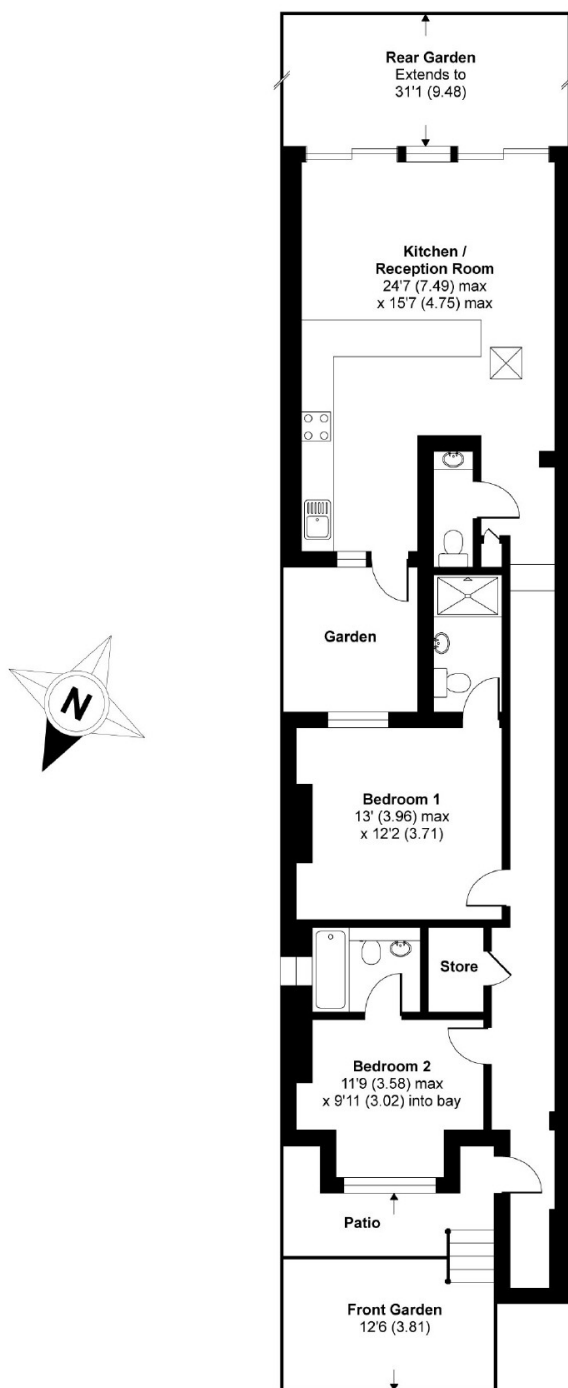 Rear Garden
Extends to
31'1 (9.48)
Kitchen /
Reception Room
24'7 (7.49) max
x 15'7 (4.75) max
Garden
N
Bedroom 1
13' (3.96) max
x 12'2 (3.71)
Store
Bedroom 2
11'9 (3.58) max
x 9'11 (3.02) into bay
Patio
Front Garden
12'6 (3.81)